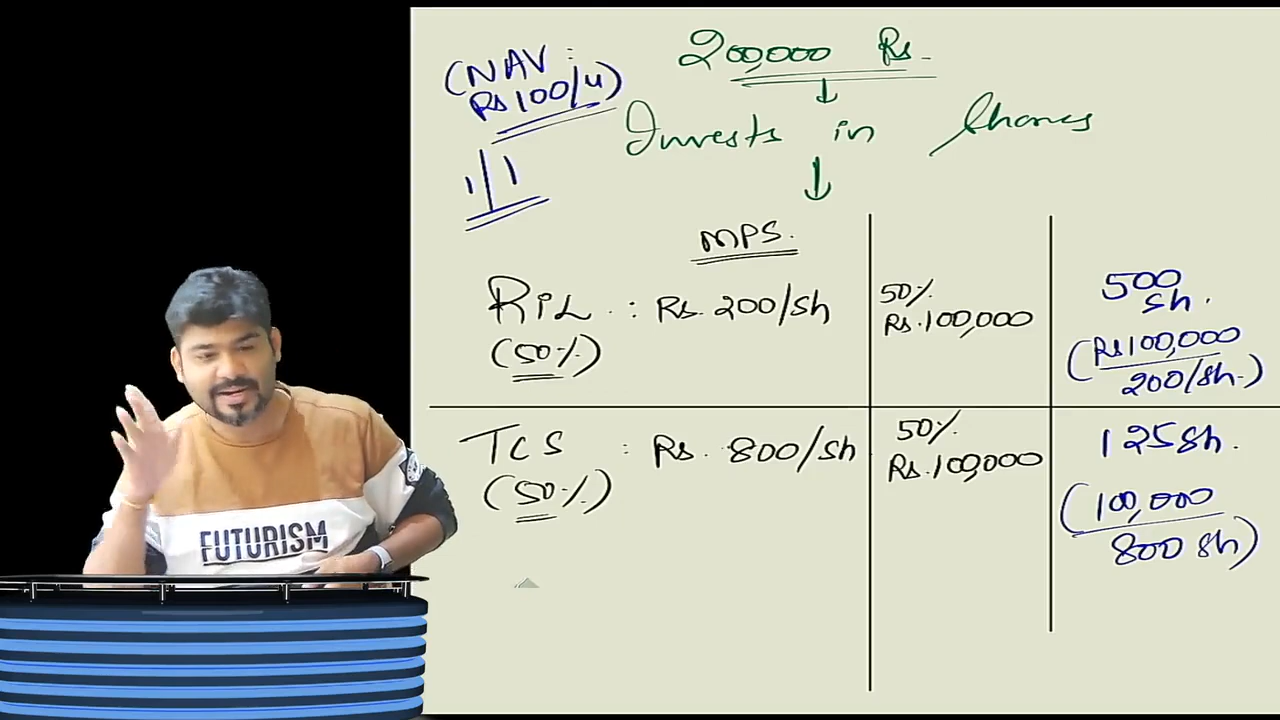 (NAV :
Rs 100/u)
1/1
200,000 Rs.
Invests in Shares
MPS.
RIL. : Rs. 200/sh
(50%)
50%
Rs. 100,000
500
sh.
(Rs 100,000
200/sh.)
TCS : Rs. 800/sh
(50%)
50%
Rs. 100,000
125 sh.
(100,000
800 sh)
FUTURISM